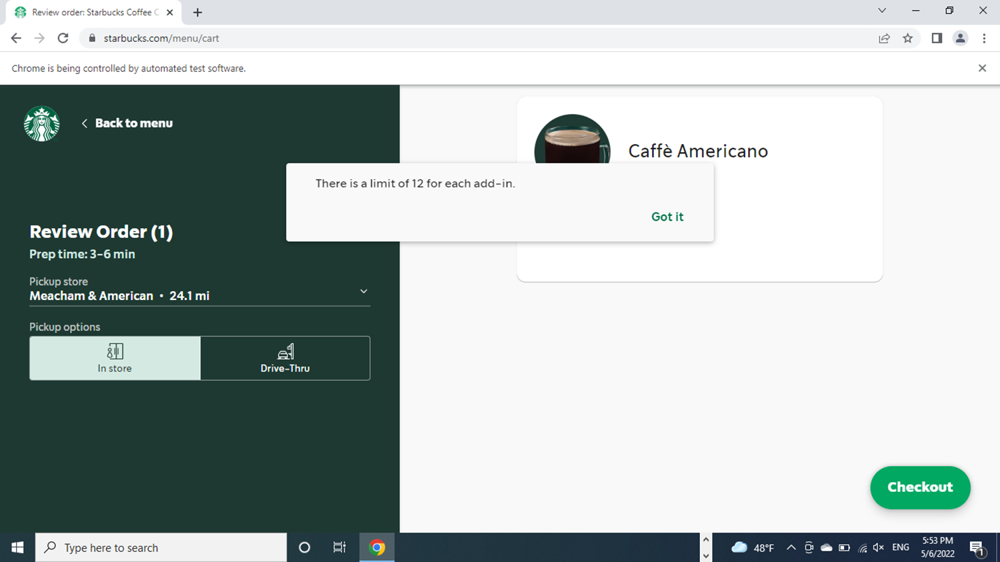 Review order: Starbucks Coffee C
starbucks.com/menu/cart
Chrome is being controlled by automated test software.
Back to menu
Caffè Americano
There is a limit of 12 for each add-in.
Got it
Review Order (1)
Prep time: 3-6 min
Pickup store
Meacham & American • 24.1 mi
Pickup options
In store
Drive-Thru
Checkout
Type here to search
48°F
ENG
5:53 PM
5/6/2022
1